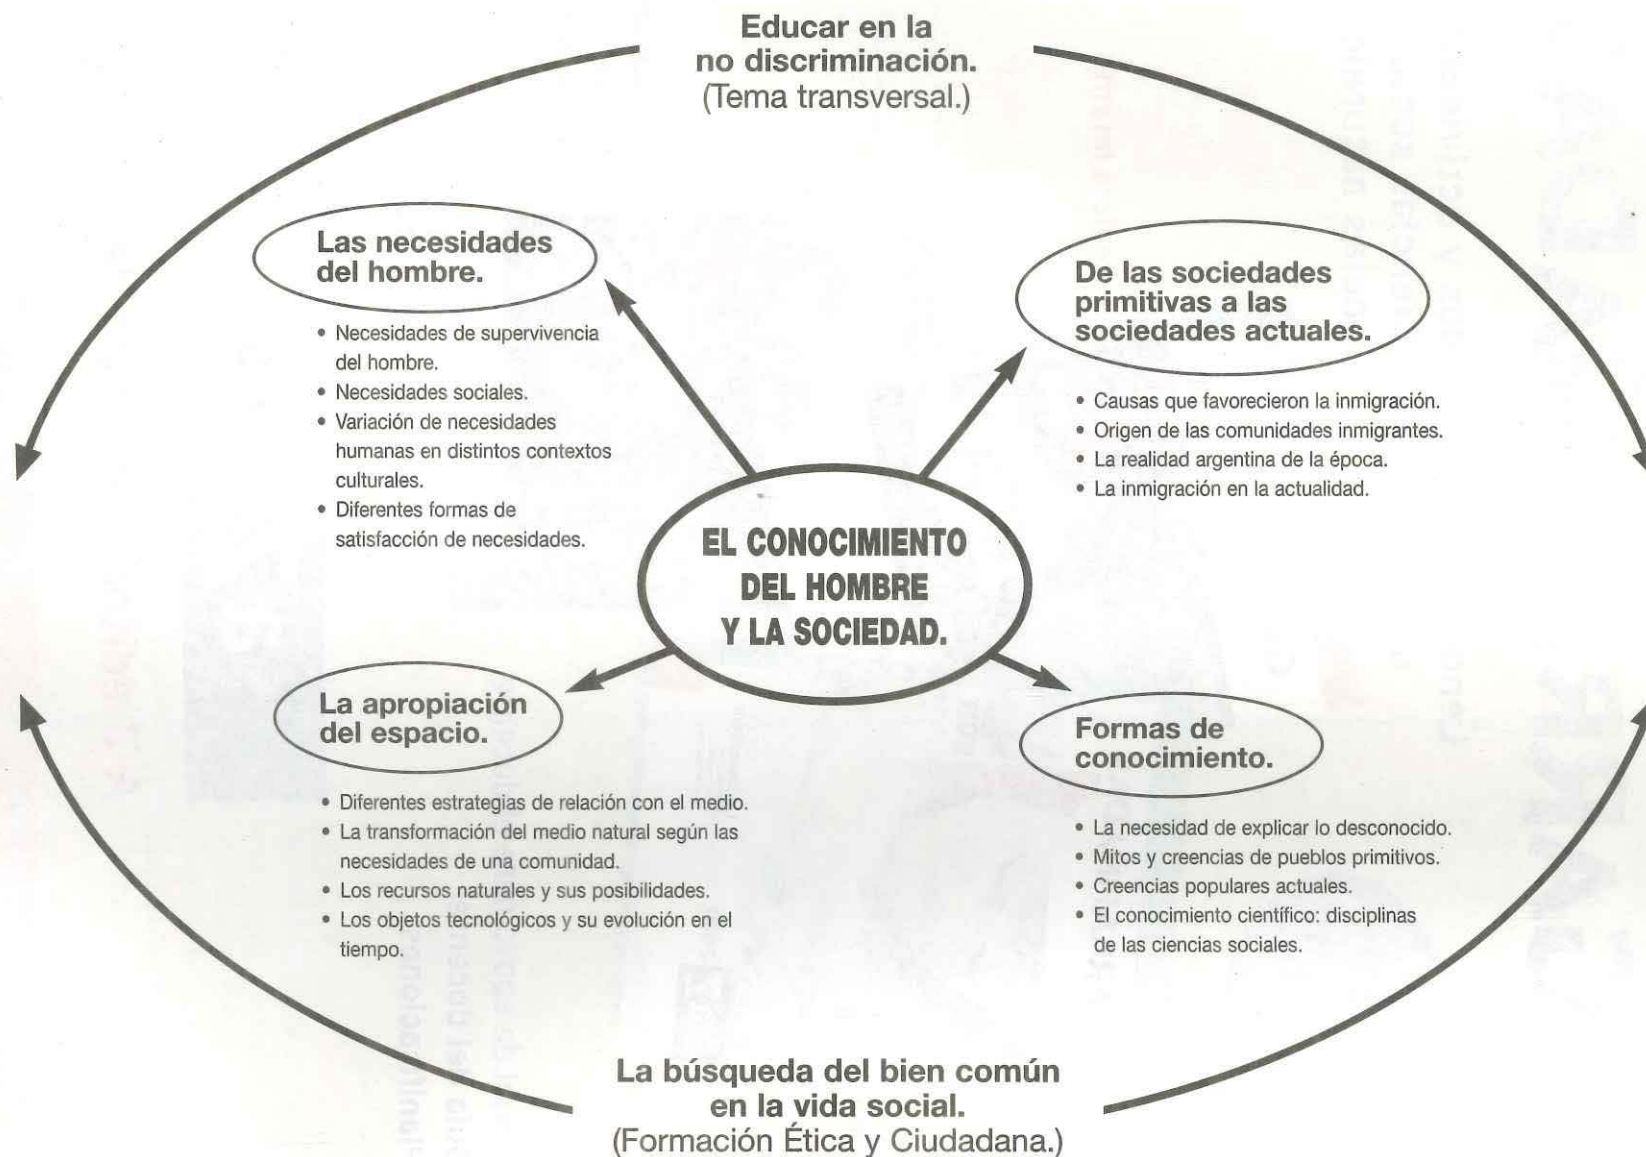 Educar en la
no discriminación.
(Tema transversal.)
Las necesidades
del hombre.
• Necesidades de supervivencia
del hombre.
• Necesidades sociales.
• Variación de necesidades
humanas en distintos contextos
culturales.
• Diferentes formas de
satisfacción de necesidades.
De las sociedades
primitivas a las
sociedades actuales.
• Causas que favorecieron la inmigración.
• Origen de las comunidades inmigrantes.
• La realidad argentina de la época.
• La inmigración en la actualidad.
EL CONOCIMIENTO
DEL HOMBRE
Y LA SOCIEDAD.
La apropiación
del espacio.
• Diferentes estrategias de relación con el medio.
• La transformación del medio natural según las
necesidades de una comunidad.
• Los recursos naturales y sus posibilidades.
• Los objetos tecnológicos y su evolución en el
tiempo.
Formas de
conocimiento.
• La necesidad de explicar lo desconocido.
• Mitos y creencias de pueblos primitivos.
• Creencias populares actuales.
• El conocimiento científico: disciplinas
de las ciencias sociales.
La búsqueda del bien común
en la vida social.
(Formación Ética y Ciudadana.)